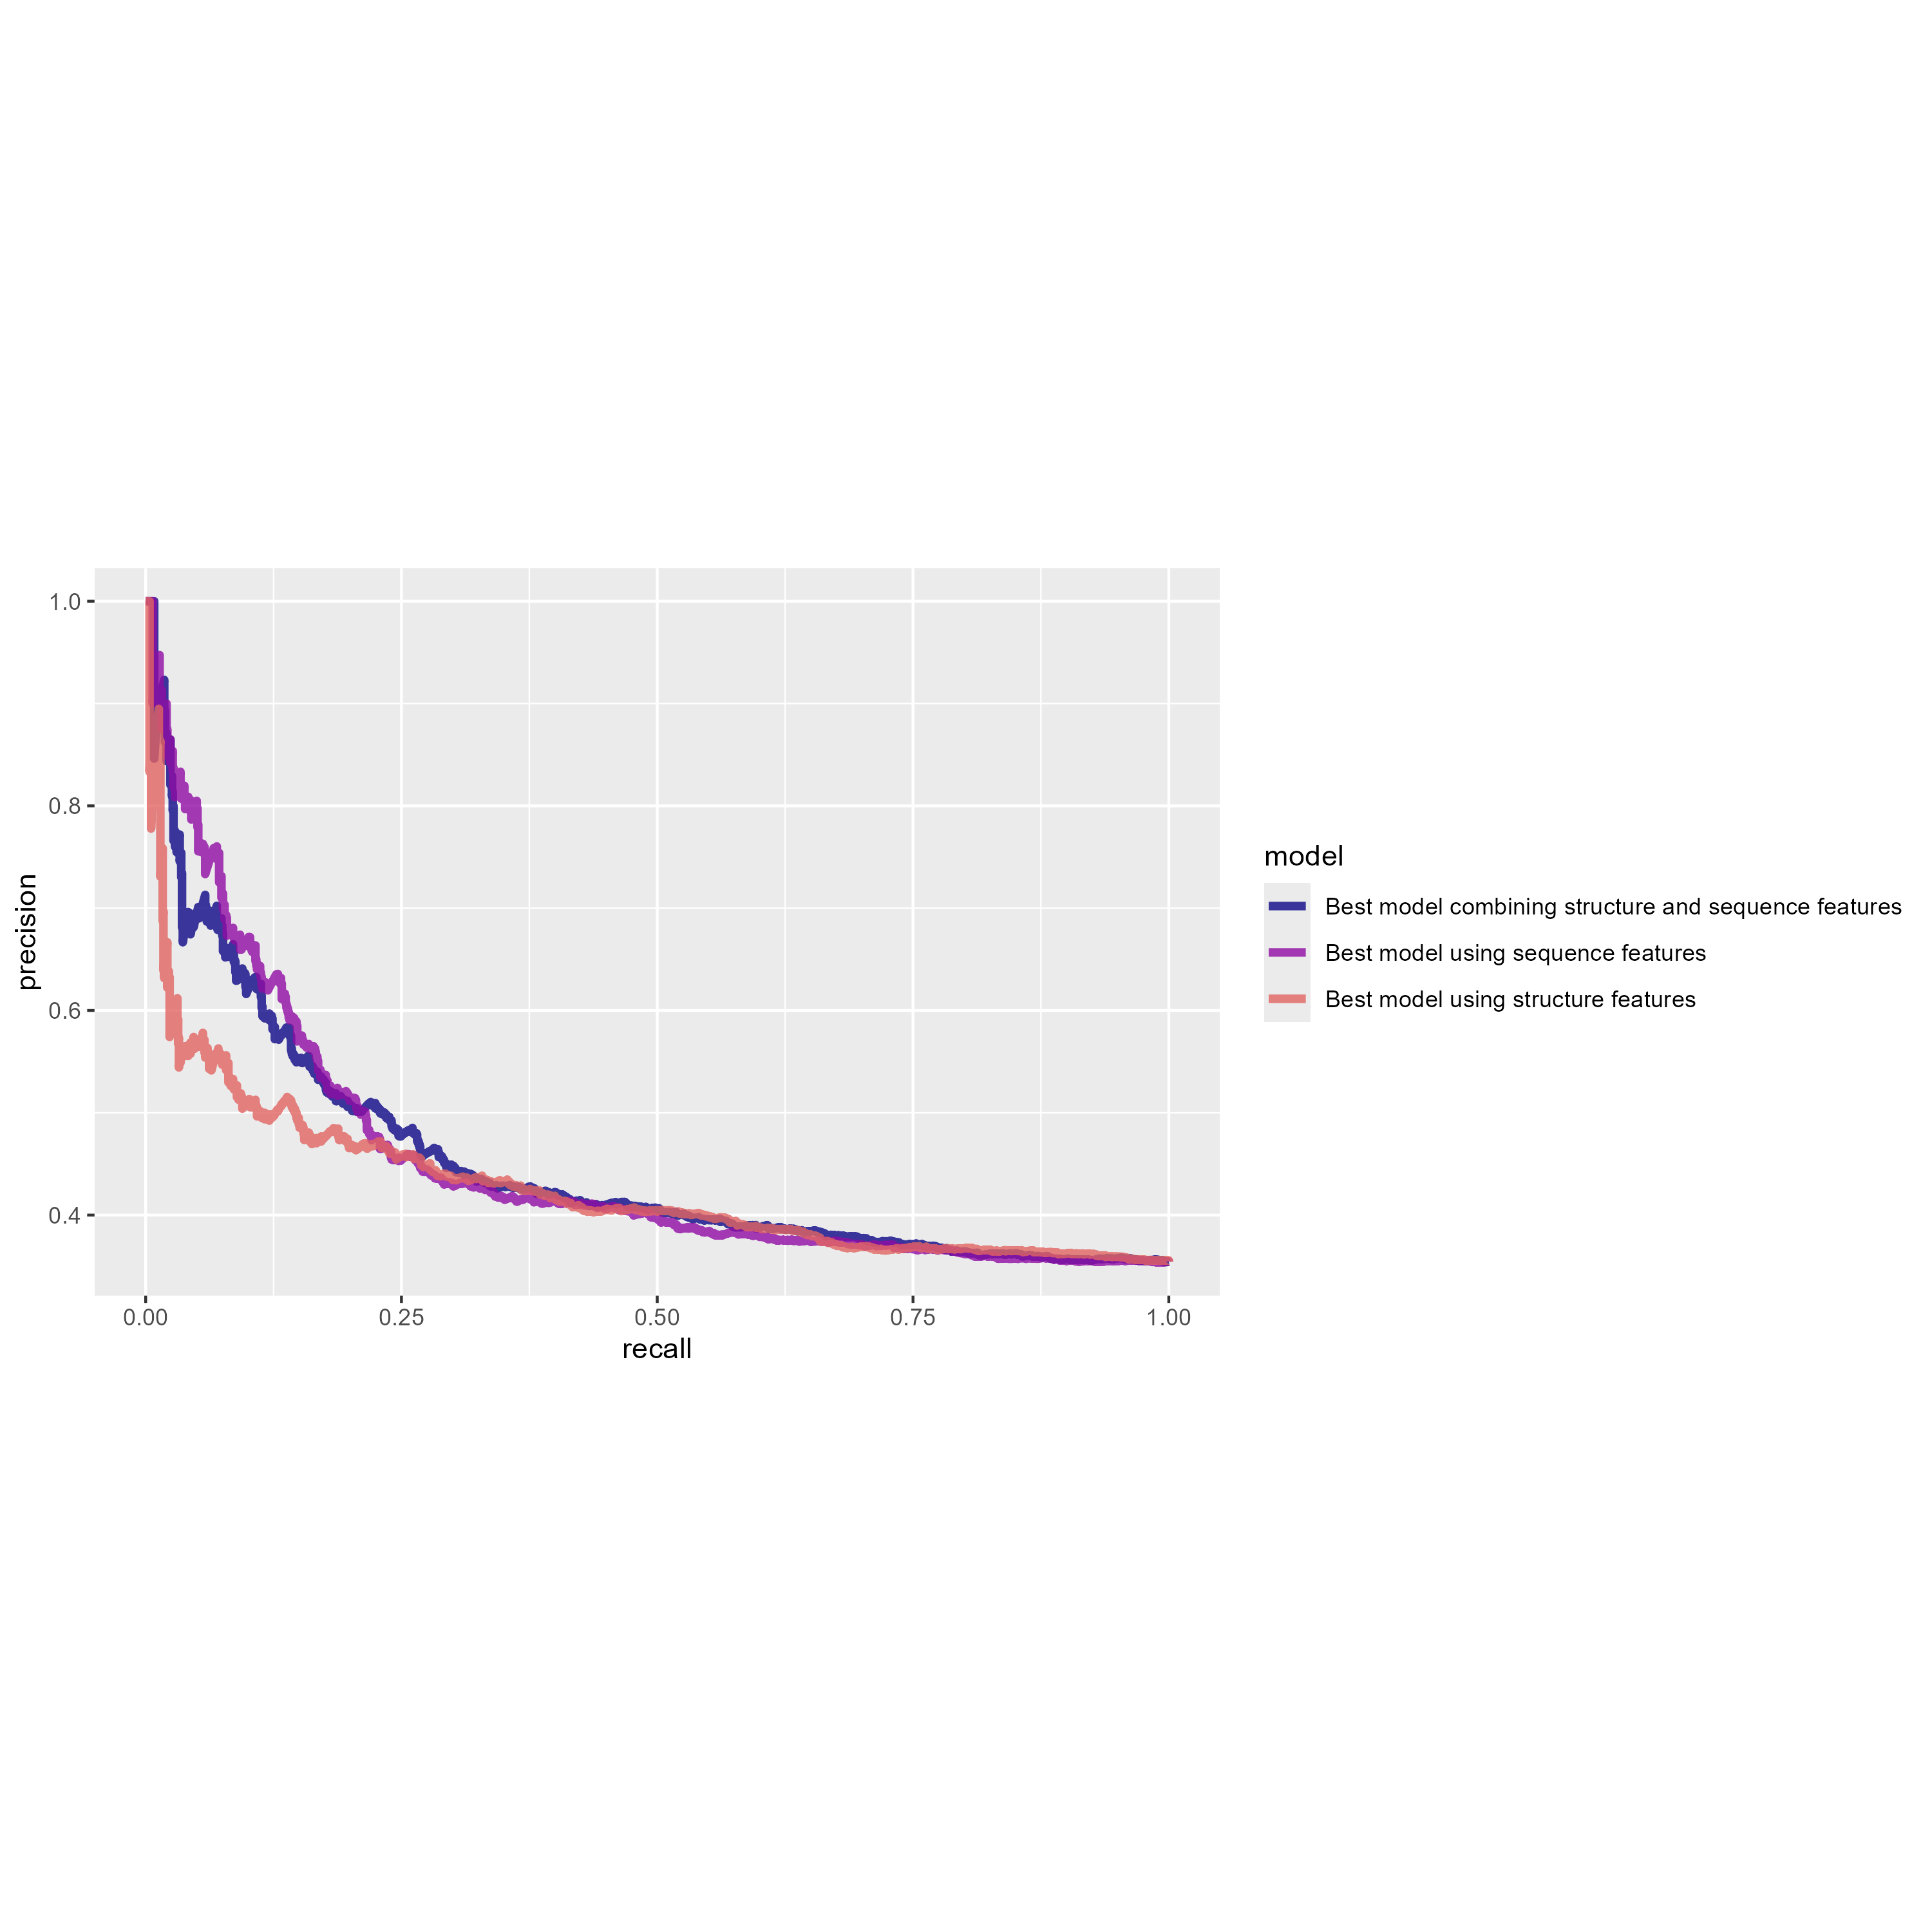 1.0
0.8
0.6
0.4
precision
0.00 0.25 0.50 0.75 1.00
recall
model
Best model combining structure and sequence features
Best model using sequence features
Best model using structure features